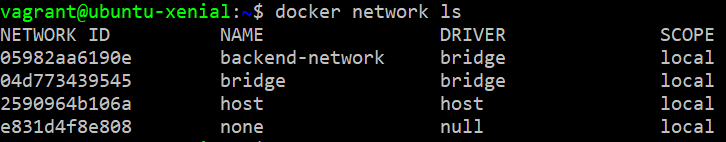 vagrant@ubuntu-xenial:~$ docker network ls
NETWORK ID NAME DRIVER SCOPE
05982aa6190e backend-network bridge local
04d773439545 bridge bridge local
2590964b106a host host local
e831d4f8e808 none null local